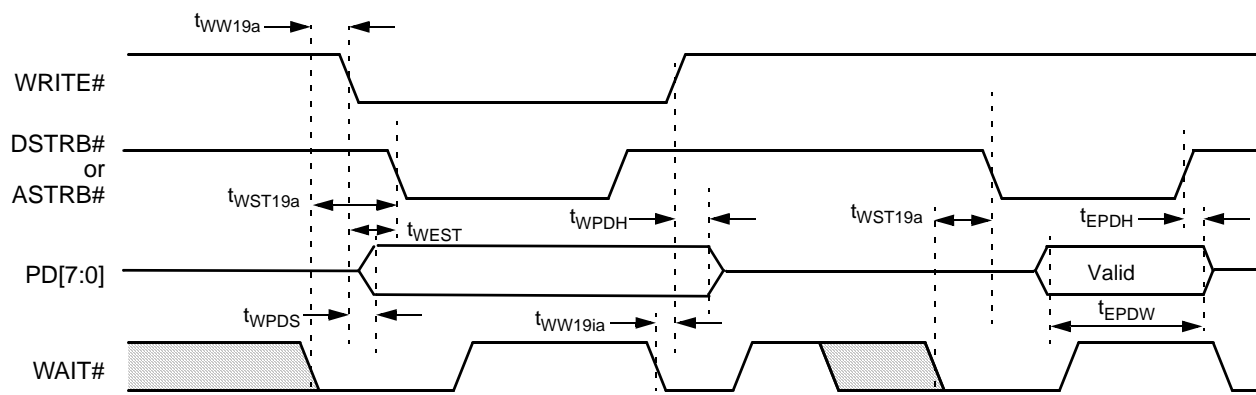 tWW19a
WRITE#
DSTRB#
or
ASTRB#
tWST19a
tWEST
tWPDH
tWST19a
tEPDH
PD[7:0]
Valid
tWPDS
tWW19ia
tEPDW
WAIT#